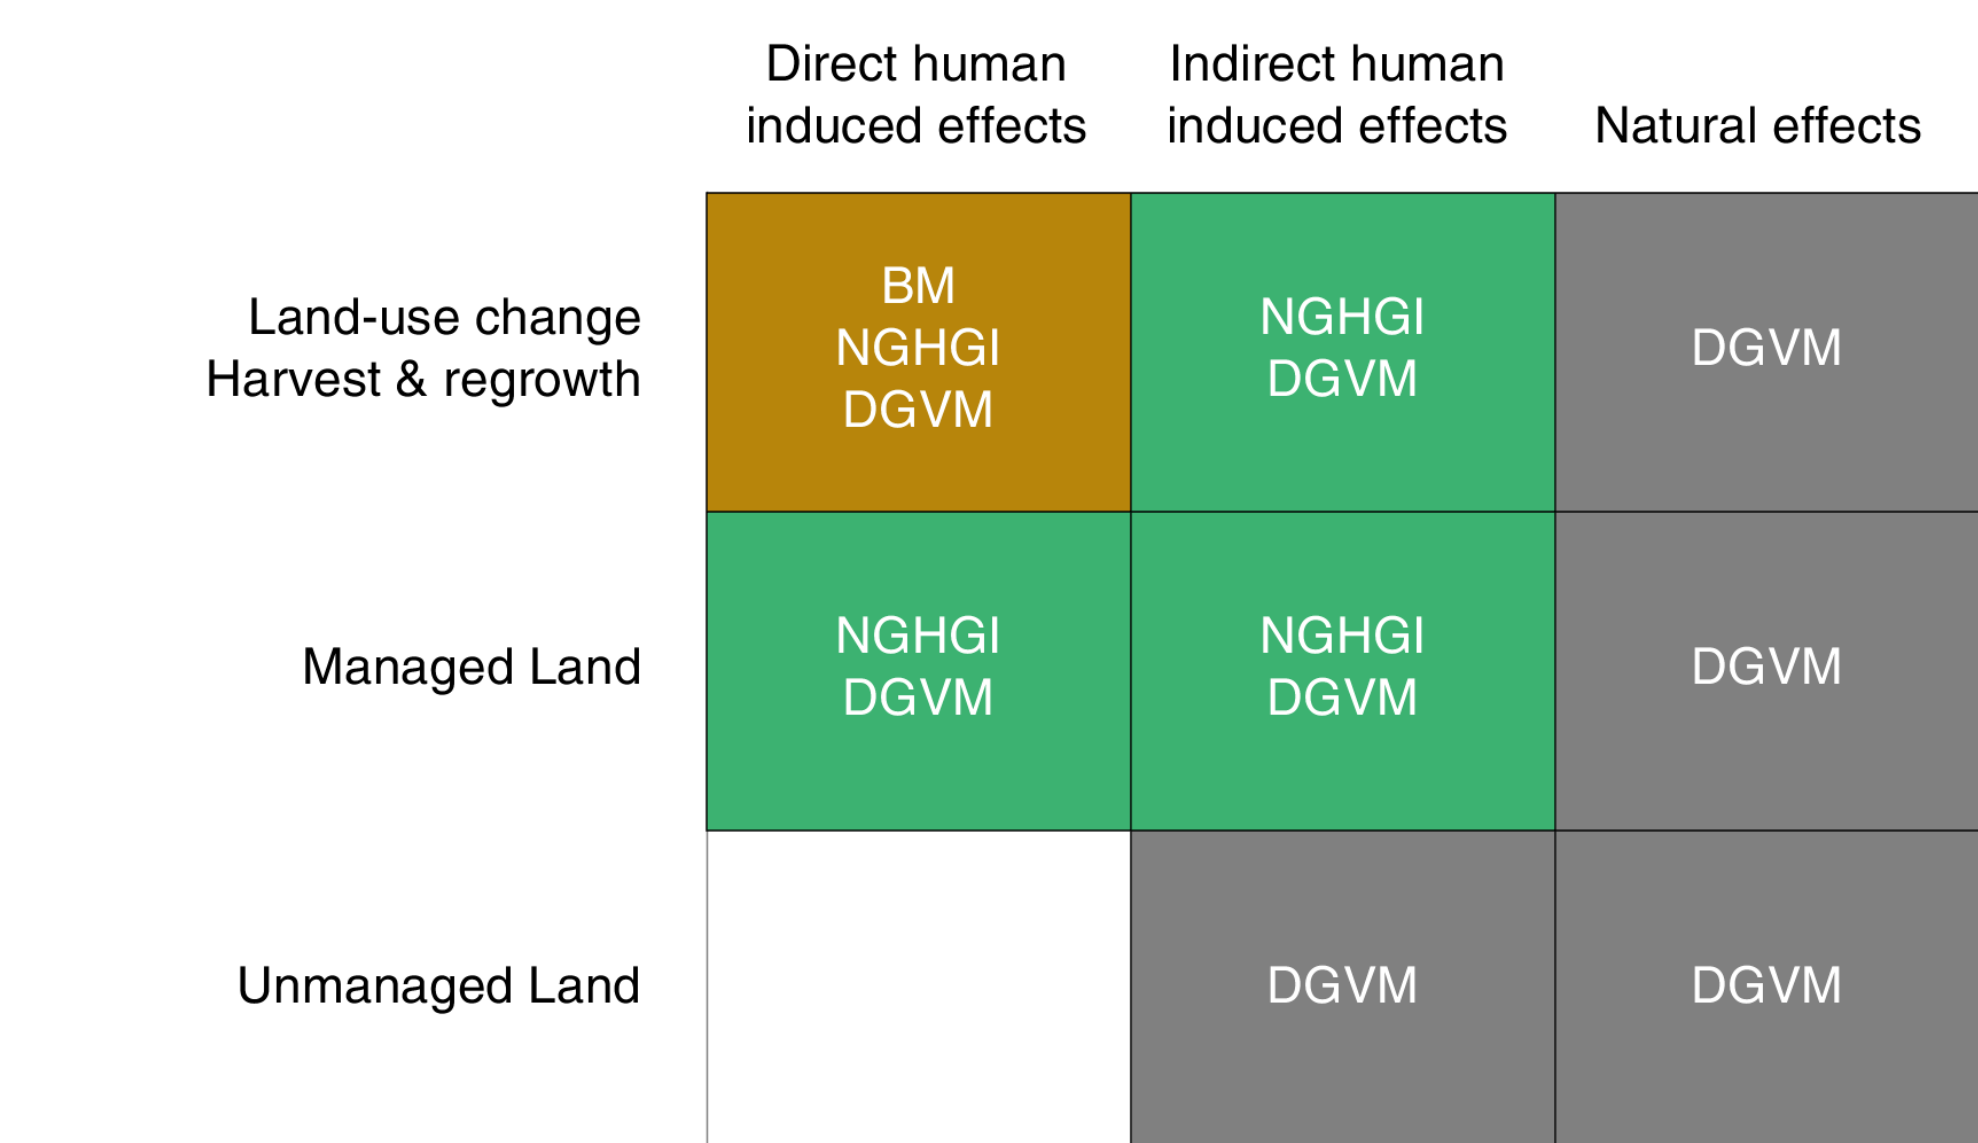 Direct human
induced effects
Indirect human
induced effects
Natural effects
Land-use change
Harvest & regrowth
BM
NGHGI
DGVM
NGHGI
DGVM
DGVM
Managed Land
NGHGI
DGVM
NGHGI
DGVM
DGVM
Unmanaged Land
DGVM
DGVM